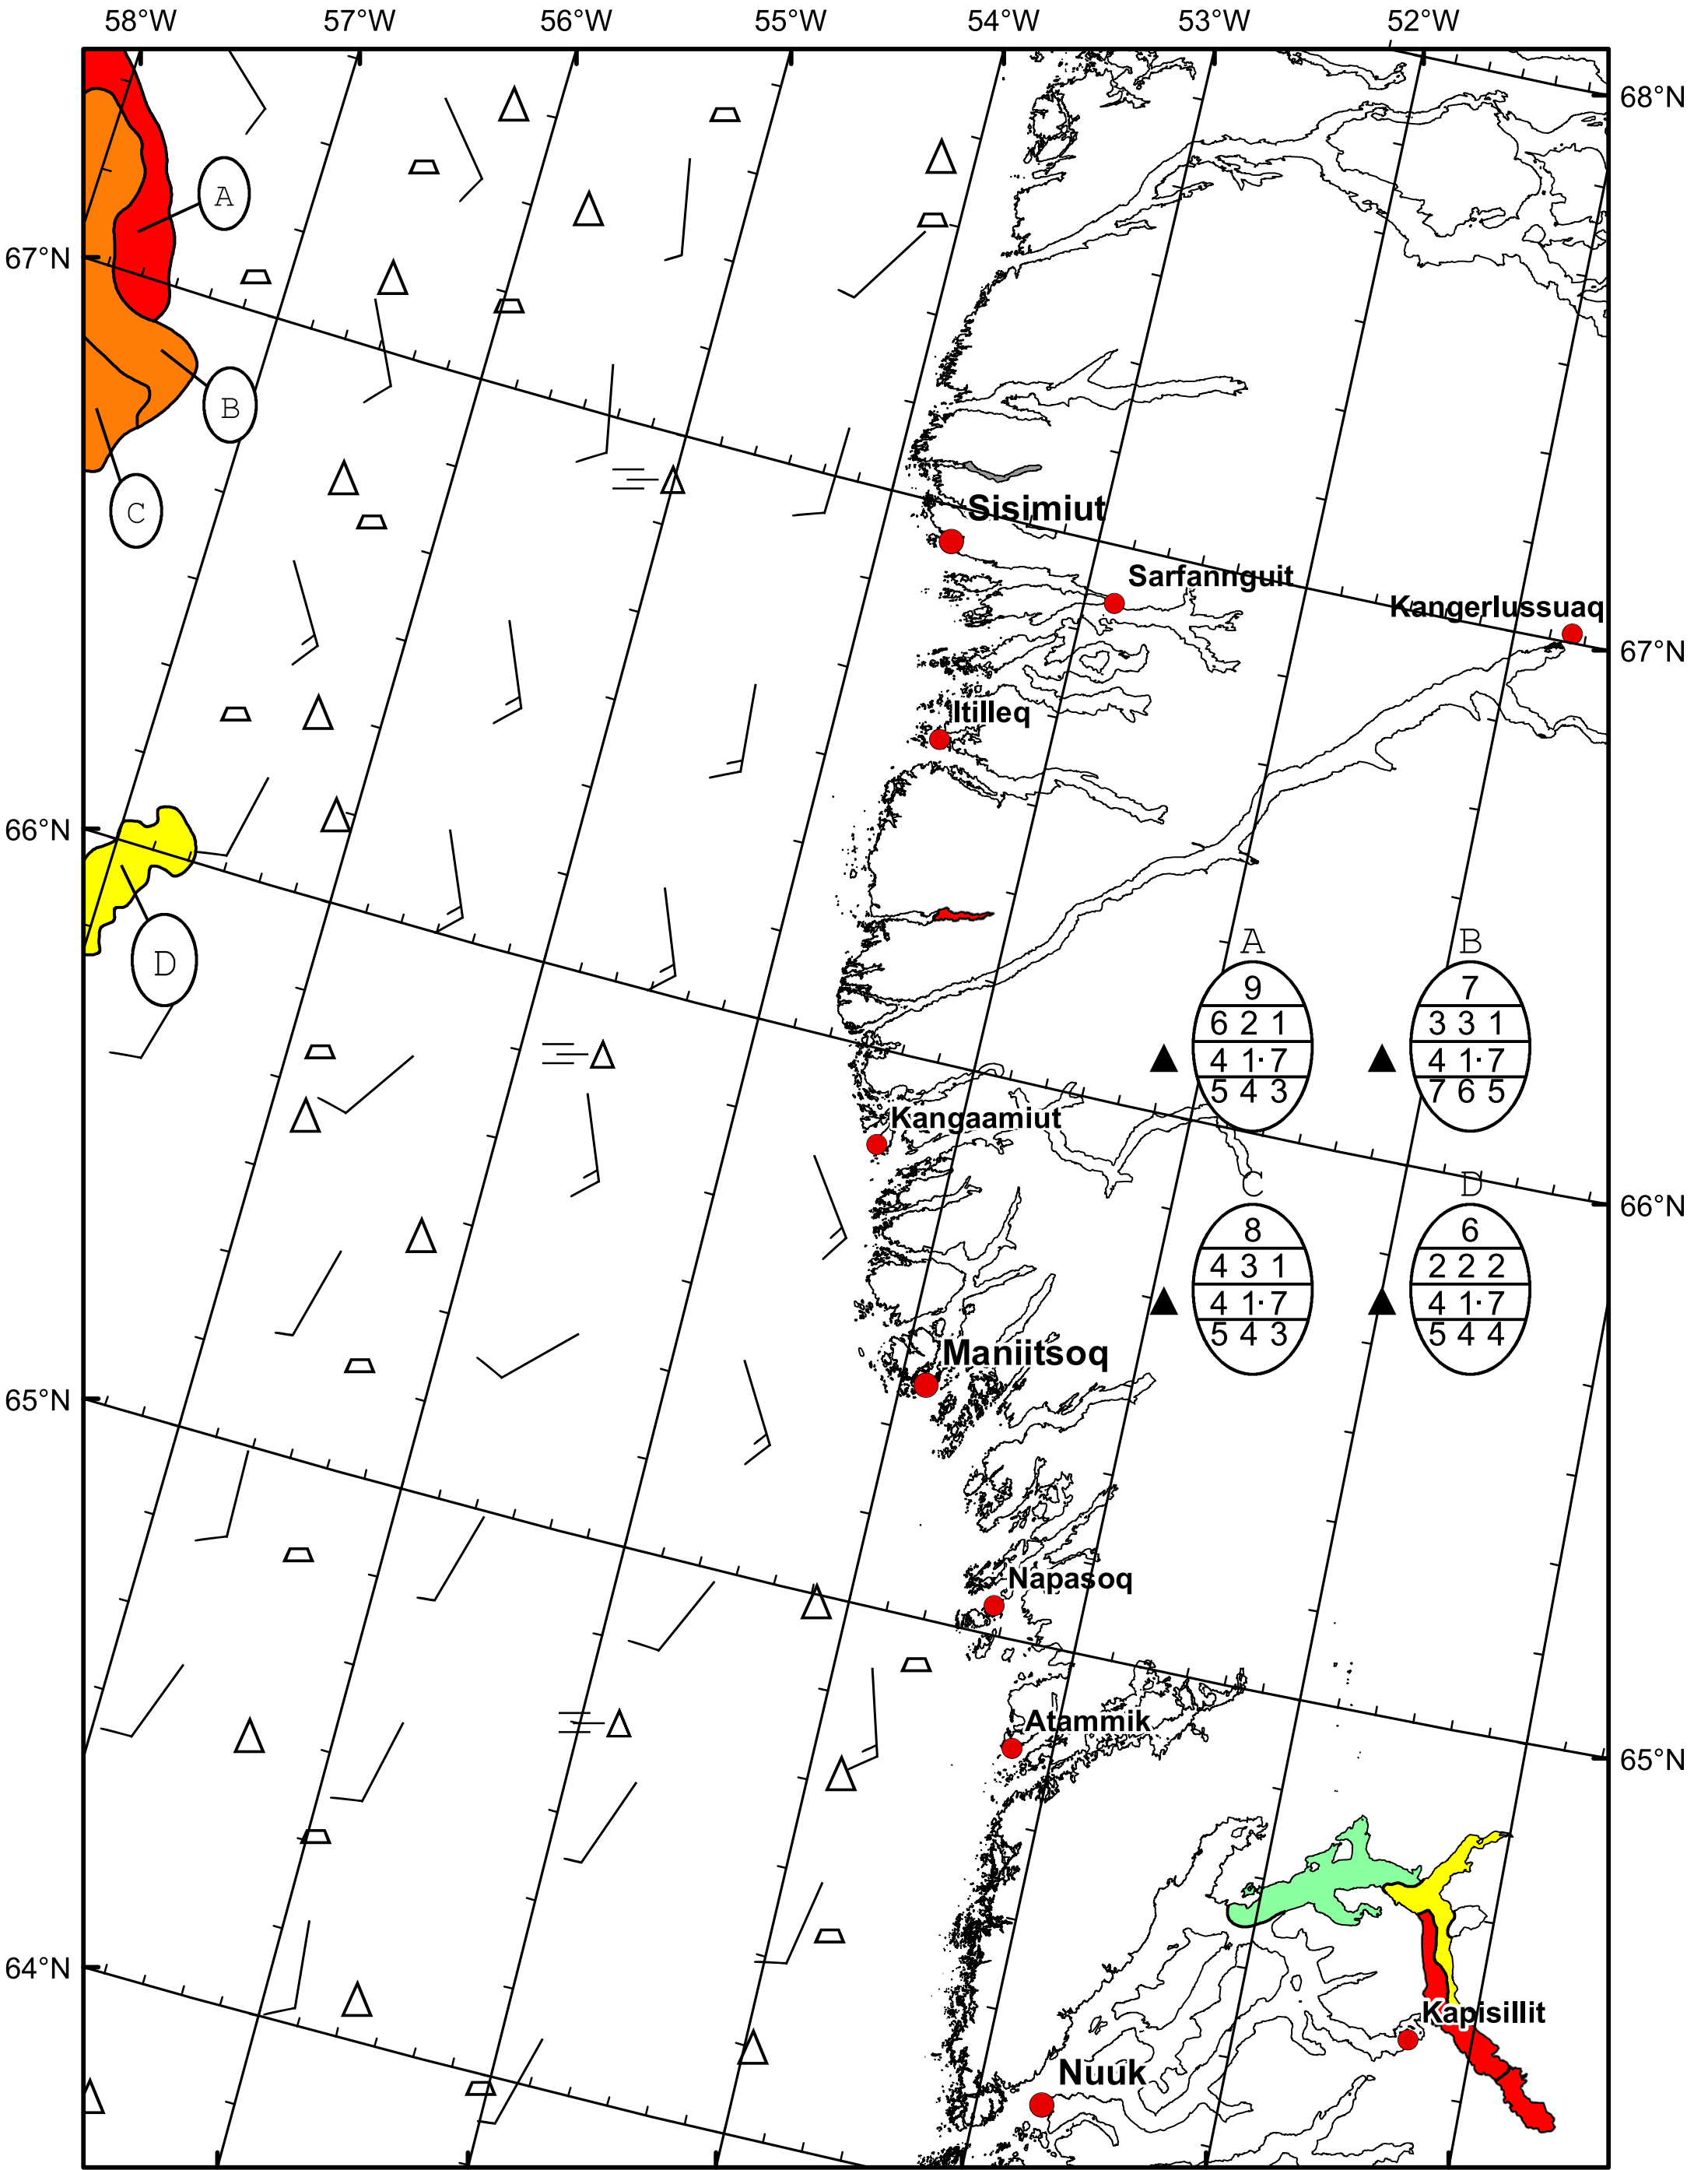 58°W 57°W 56°W 55°W 54°W 53°W 52°W
68°N
A
67°N
B
C
Sisimiut
Sarfannguit
Kangerlussuaq
67°N
Itilleq
66°N
D
A B
9 7
6 2 1 3 3 1
4 1· 7 4 1· 7
5 4 3 7 6 5
Kangaamiut
66°N
C D
8 6
4 3 1 2 2 2
4 1· 7 4 1· 7
5 4 3 5 4 4
Maniitsoq
65°N
Napasoq
Atammik
65°N
64°N
Kapisillit
Nuuk